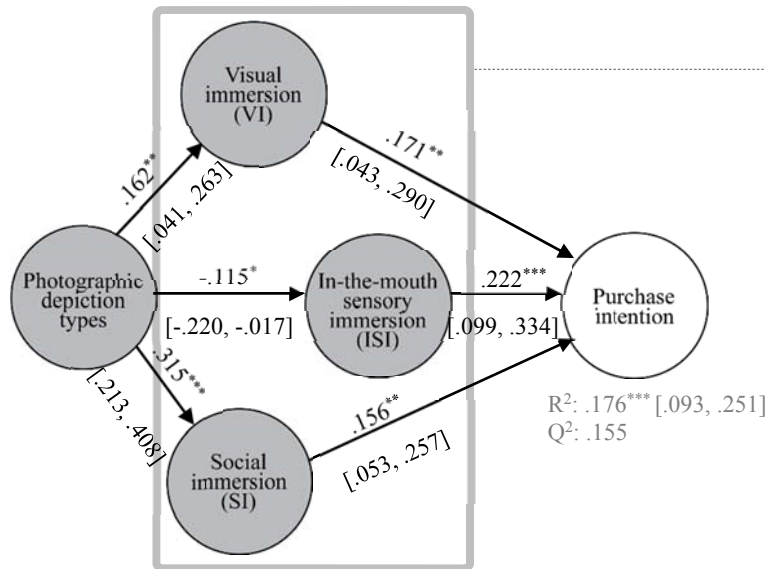 Visual
immersion
(VI)
.162**
[.041, .263]
.171**
[.043, .290]
Photographic
depiction
types
-.115*
[-.220, -.017]
In-the-mouth
sensory
immersion
(ISI)
.222***
[.099, .334]
Purchase
intention
.315***
[.213, .408]
Social
immersion
(SI)
.156**
[.053, .257]
R²: .176*** [.093, .251]
Q²: .155